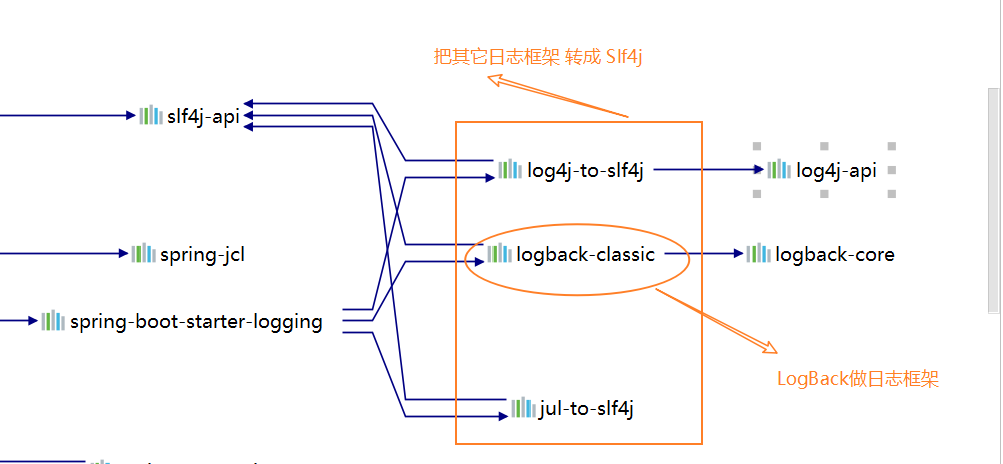 把其它日志框架 转成 Slf4j
slf4j-api
log4j-to-slf4j
log4j-api
spring-jcl
logback-classic
logback-core
spring-boot-starter-logging
LogBack做日志框架
jul-to-slf4j